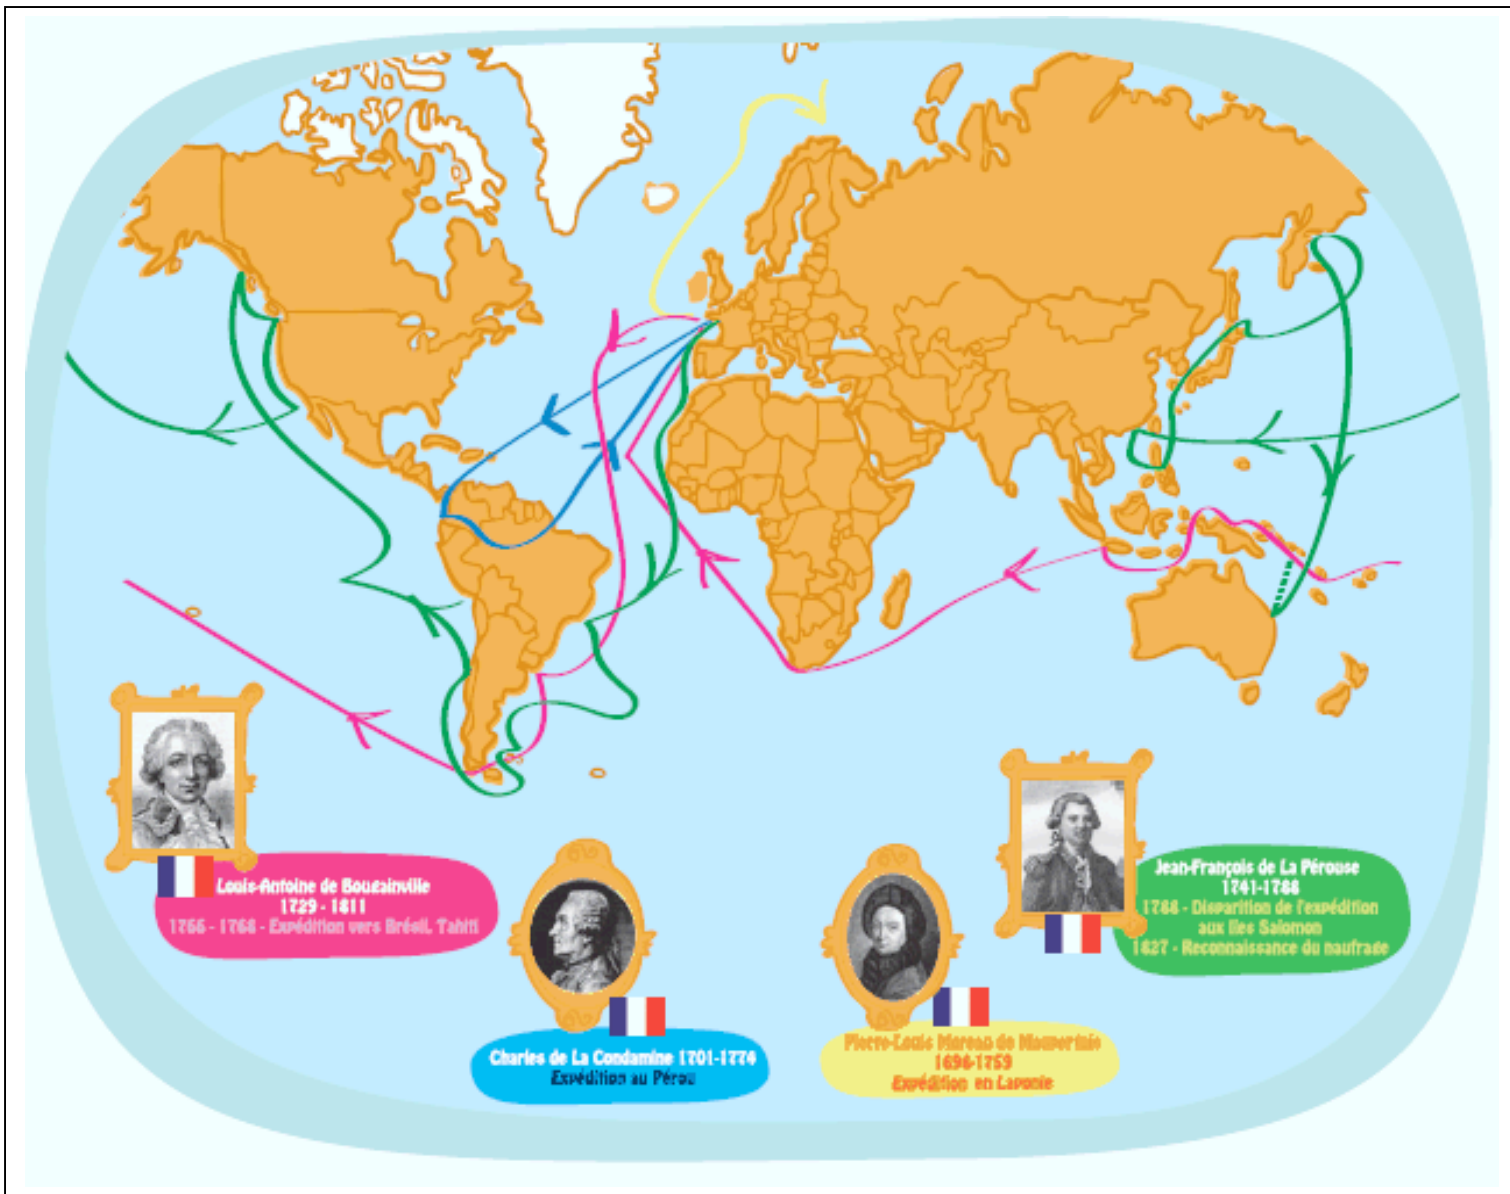 Louis-Antoine de Bougainville
1729 - 1811
1766 - 1768 - Expédition vers Brésil, Tahiti
Charles de La Condamine 1701-1774
Expédition au Pérou
Pierre-Louis Moreau de Maupertuis
1698-1759
Expédition en Laponie
Jean-François de La Pérouse
1741-1788
1788 - Disparition de l'expédition
aux îles Salomon
1827 - Reconnaissance du naufrage